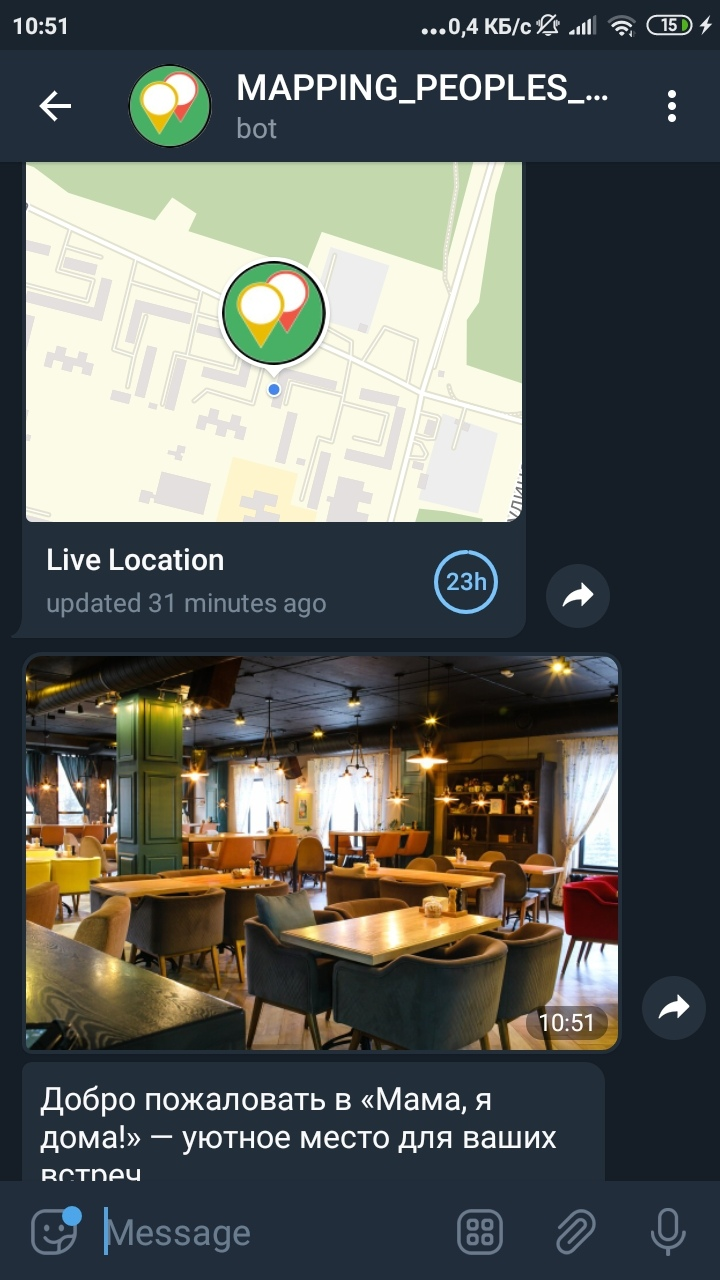 10:51
...0,4 КБ/с
15
MAPPING_PEOPLES_...
bot
Live Location
updated 31 minutes ago
23h
10:51
Добро пожаловать в «Мама, я
дома!» — уютное место для ваших
встреч
Message